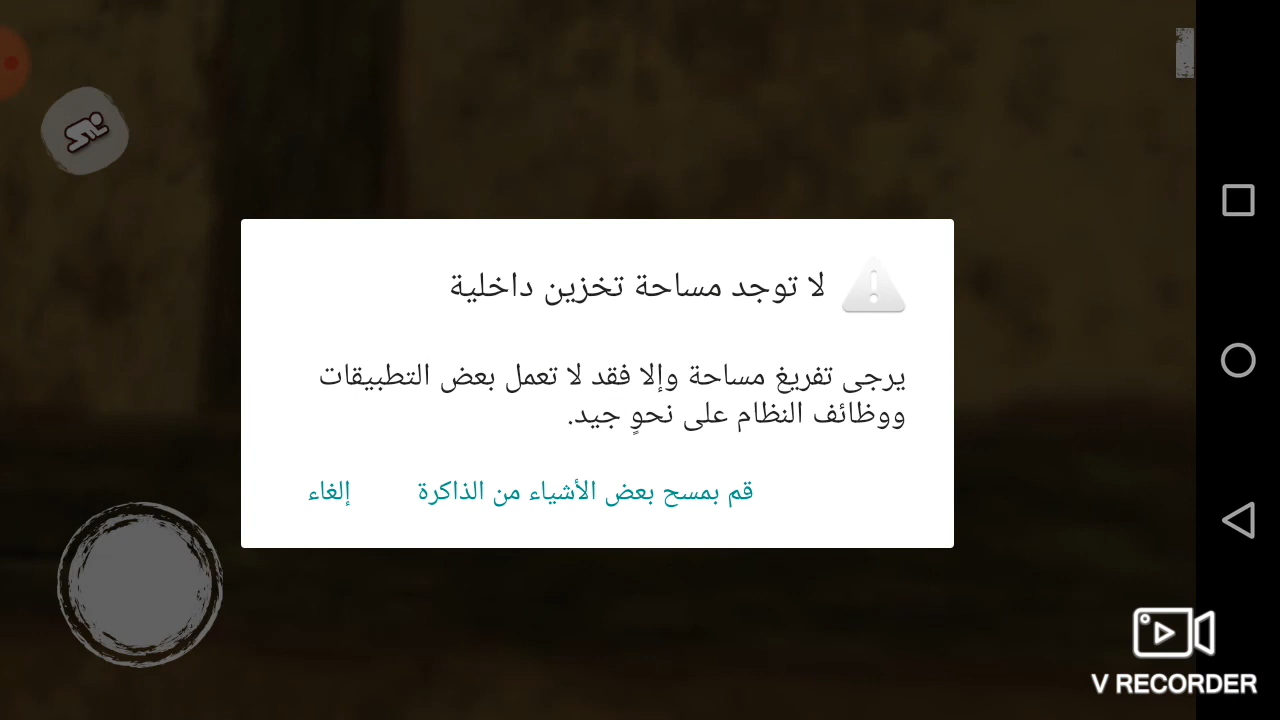 لا توجد مساحة تخزين داخلية
يرجى تفريغ مساحة وإلا فقد لا تعمل بعض التطبيقات
ووظائف النظام على نحوٍ جيد.
قم بمسح بعض الأشياء من الذاكرة
إلغاء
V RECORDER